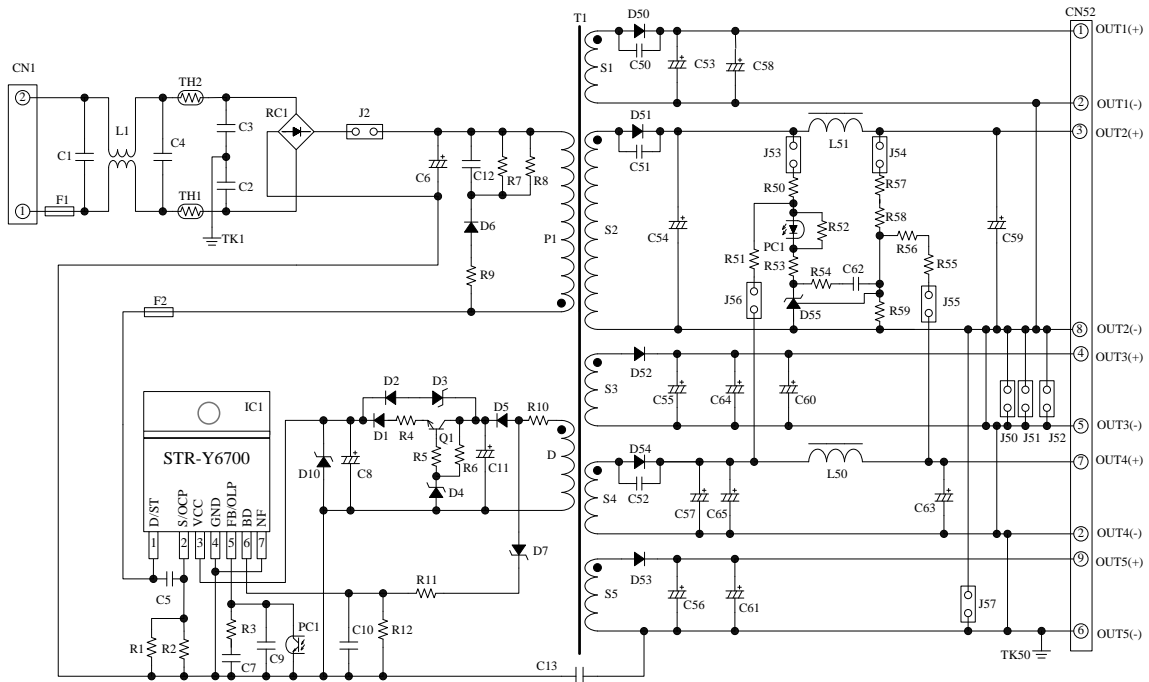 T1
D50
CN52
1
OUT1(+)
C50
S1
C53
C58
CN1
TH2
2
RC1
J2
2
OUT1(-)
L1
C3
D51
3
OUT2(+)
C1
C4
C51
L51
J53
J54
C6
C12
R7
R8
C2
R50
R57
F1
1
TH1
D6
TK1
P1
S2
C54
R52
R58
C59
PC1
R56
R51
R53
R55
R9
R54
C62
J56
D55
R59
J55
F2
8
OUT2(-)
D52
4
OUT3(+)
S3
D2
D3
C55
C64
C60
IC1
D1
R4
D5
R10
J50
J51
J52
5
OUT3(-)
Q1
STR-Y6700
R5
R6
C11
D
D54
7
OUT4(+)
D10
C8
D4
S4
C52
L50
C57
C65
C63
D/ST
S/OCP
VCC
GND
FB/OLP
BD
NF
2
OUT4(-)
1
2
3
4
5
6
7
D7
9
OUT5(+)
D53
C5
R11
S5
C56
C61
J57
R1
R2
R3
PC1
C10
R12
6
OUT5(-)
C7
C9
C13
TK50